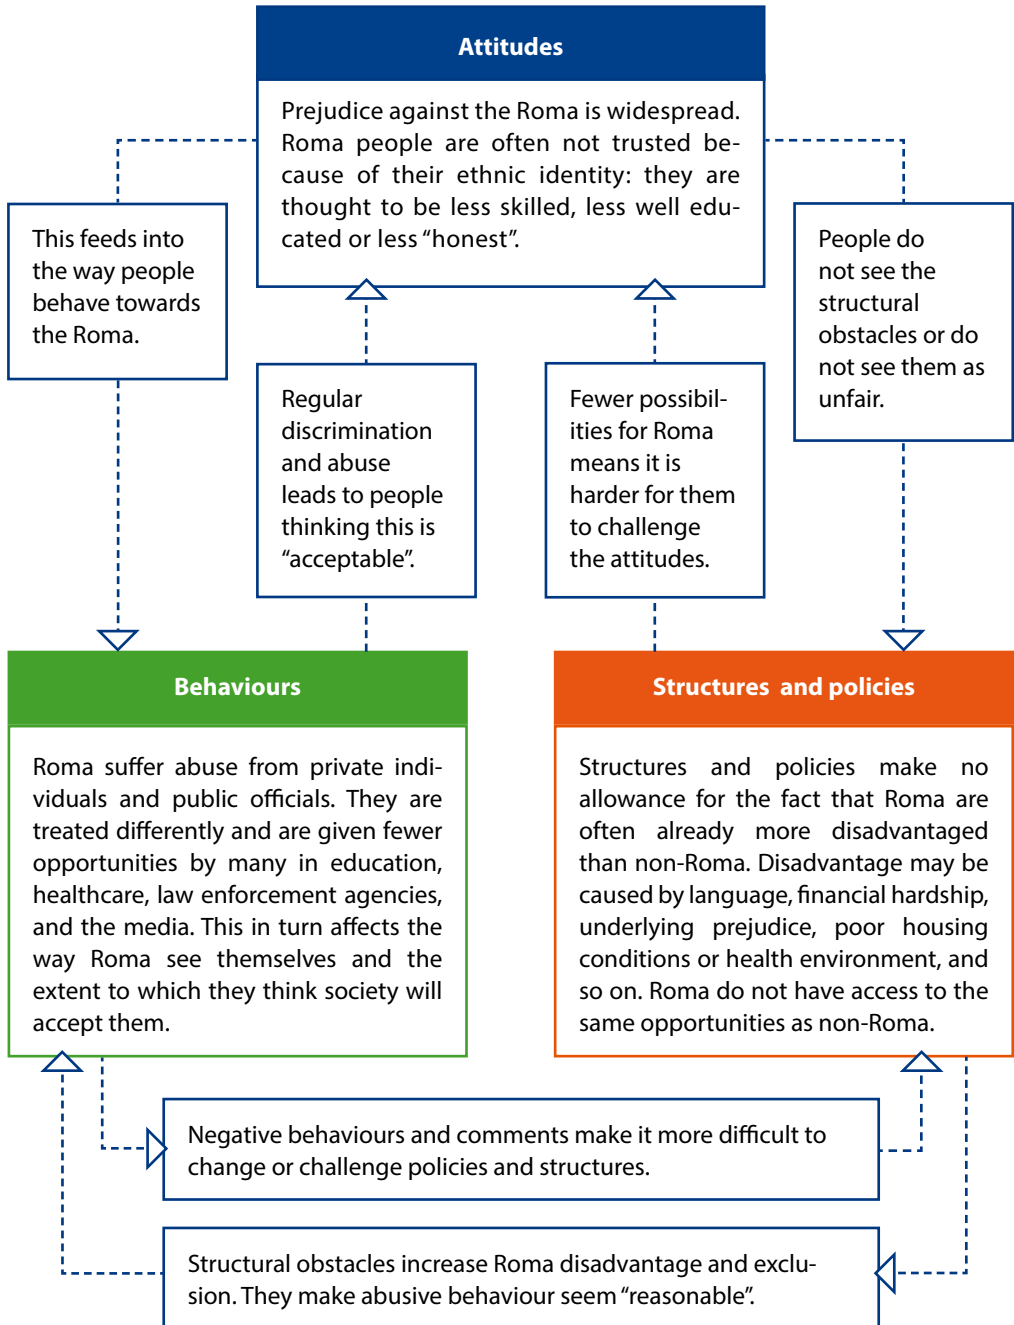 Attitudes
Prejudice against the Roma is widespread.
Roma people are often not trusted be-
cause of their ethnic identity: they are
thought to be less skilled, less well edu-
cated or less “honest”.
This feeds into
the way people
behave towards
the Roma.
Regular
discrimination
and abuse
leads to people
thinking this is
“acceptable”.
Fewer possibil-
ities for Roma
means it is
harder for them
to challenge
the attitudes.
People do
not see the
structural
obstacles or do
not see them as
unfair.
Behaviours
Roma suffer abuse from private indi-
viduals and public officials. They are
treated differently and are given fewer
opportunities by many in education,
healthcare, law enforcement agencies,
and the media. This in turn affects the
way Roma see themselves and the
extent to which they think society will
accept them.
Structures and policies
Structures and policies make no
allowance for the fact that Roma are
often already more disadvantaged
than non-Roma. Disadvantage may be
caused by language, financial hardship,
underlying prejudice, poor housing
conditions or health environment, and
so on. Roma do not have access to the
same opportunities as non-Roma.
Negative behaviours and comments make it more difficult to
change or challenge policies and structures.
Structural obstacles increase Roma disadvantage and exclu-
sion. They make abusive behaviour seem “reasonable”.